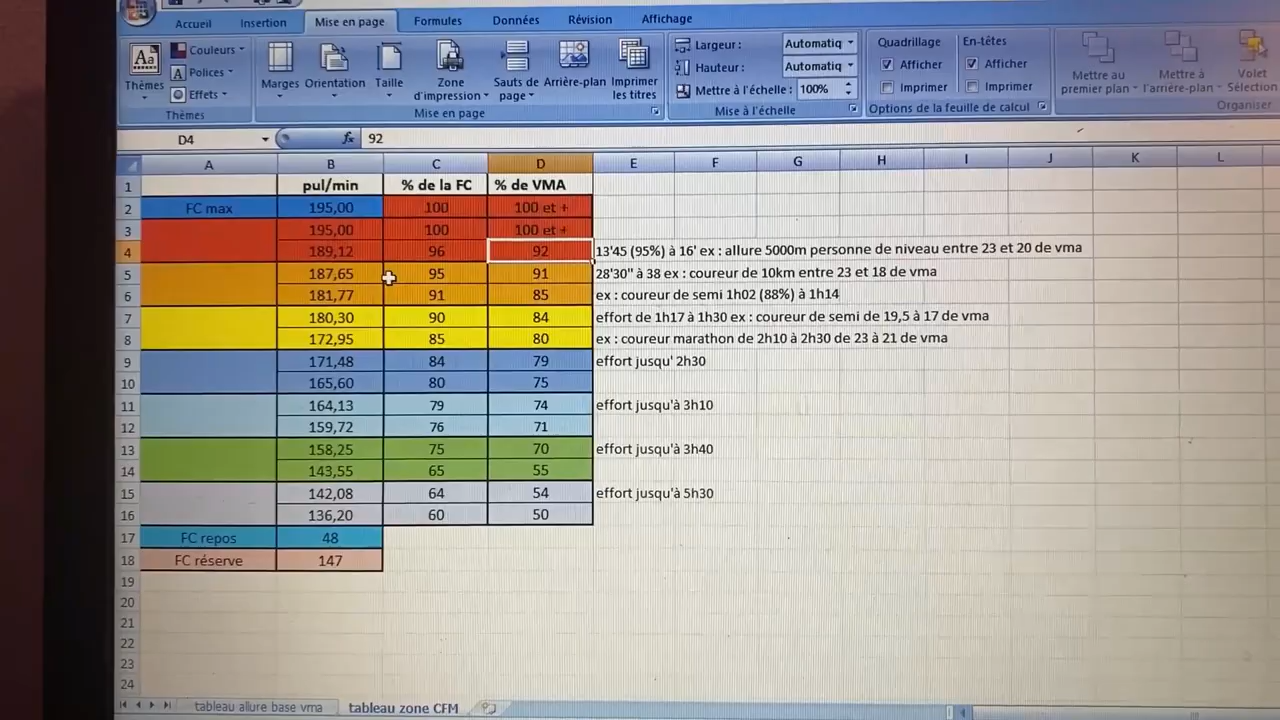 Accueil Insertion Mise en page Formules Données Révision Affichage
Couleurs
Polices
Effets
Thèmes
Thèmes
Marges Orientation Taille Zone d'impression Sauts de page Arrière-plan Imprimer les titres
Mise en page
Largeur : Automatiq
Hauteur : Automatiq
Mettre à l'échelle : 100%
Mise à l'échelle
Quadrillage En-têtes
Afficher Afficher
Imprimer Imprimer
Options de la feuille de calcul
Mettre au premier plan Mettre à l'arrière-plan Volet Sélection
Organiser
D4 fx 92
A B C D E F G H I J K L
1 pul/min % de la FC % de VMA
2 FC max 195,00 100 100 et +
3 195,00 100 100 et +
4 189,12 96 92 13'45 (95%) à 16' ex : allure 5000m personne de niveau entre 23 et 20 de vma
5 187,65 95 91 28'30'' à 38 ex : coureur de 10km entre 23 et 18 de vma
6 181,77 91 85 ex : coureur de semi 1h02 (88%) à 1h14
7 180,30 90 84 effort de 1h17 à 1h30 ex : coureur de semi de 19,5 à 17 de vma
8 172,95 85 80 ex : coureur marathon de 2h10 à 2h30 de 23 à 21 de vma
9 171,48 84 79 effort jusqu' 2h30
10 165,60 80 75
11 164,13 79 74 effort jusqu'à 3h10
12 159,72 76 71
13 158,25 75 70 effort jusqu'à 3h40
14 143,55 65 55
15 142,08 64 54 effort jusqu'à 5h30
16 136,20 60 50
17 FC repos 48
18 FC réserve 147
19
20
21
22
23
24
tableau allure base vma tableau zone CFM